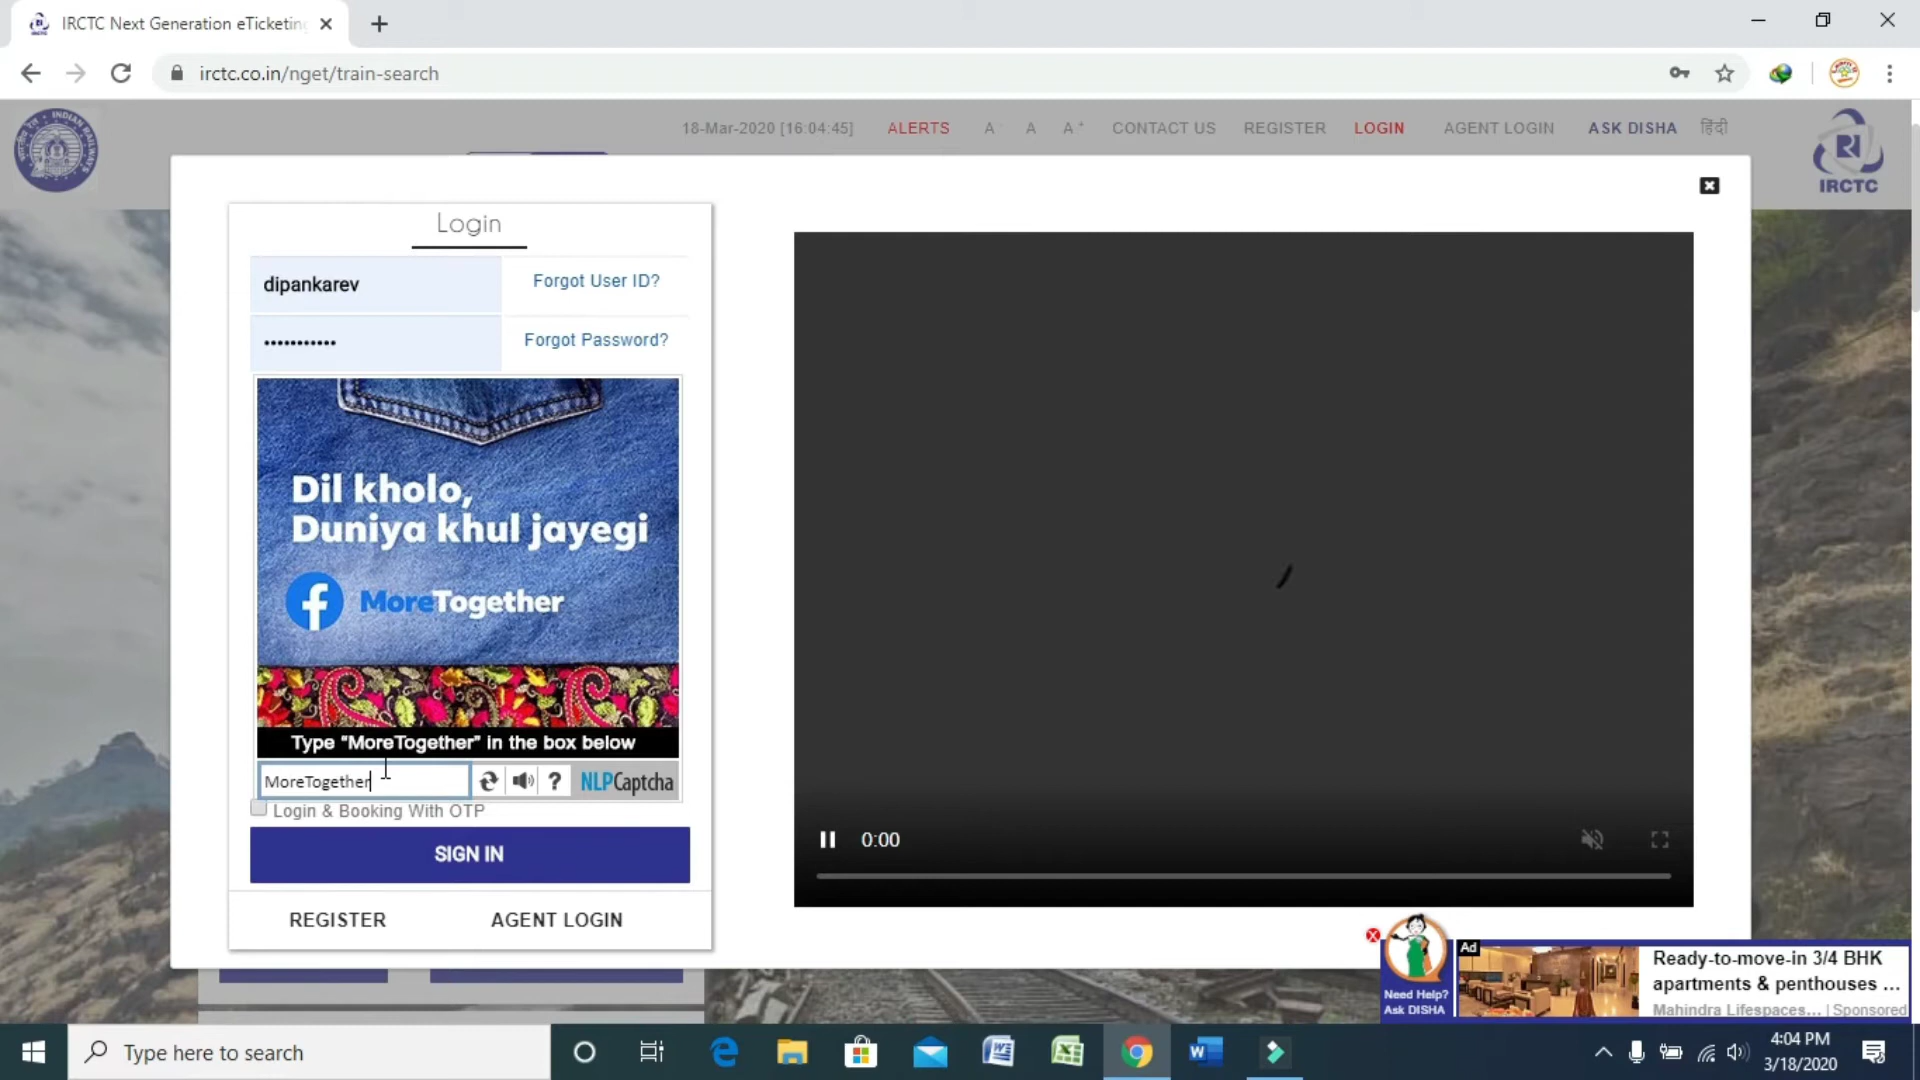 IRCTC Next Generation eTicketing
irctc.co.in/nget/train-search
INDIAN RAILWAYS
18-Mar-2020 [16:04:45] ALERTS A- A A+ CONTACT US REGISTER LOGIN AGENT LOGIN ASK DISHA हिंदी
IRCTC
Login
dipankarev
Forgot User ID?
•••••••••••
Forgot Password?
Dil kholo,
Duniya khul jayegi
f MoreTogether
Type “MoreTogether” in the box below
MoreTogether
? NLPCaptcha
Login & Booking With OTP
SIGN IN
REGISTER AGENT LOGIN
0:00
Need Help?
Ask DISHA
Ad
Ready-to-move-in 3/4 BHK
apartments & penthouses ...
Mahindra Lifespaces... | Sponsored
Type here to search
4:04 PM
3/18/2020